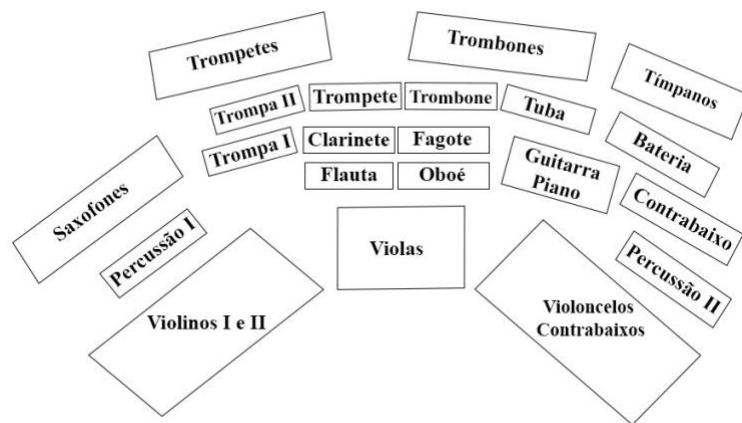 Trompetes
Trombones
Tímpanos
Trompa II
Trompete
Trombone
Tuba
Bateria
Trompa I
Clarinete
Fagote
Guitarra
Piano
Flauta
Oboé
Saxofones
Contrabaixo
Percussão I
Violas
Percussão II
Violinos I e II
Violoncelos
Contrabaixos